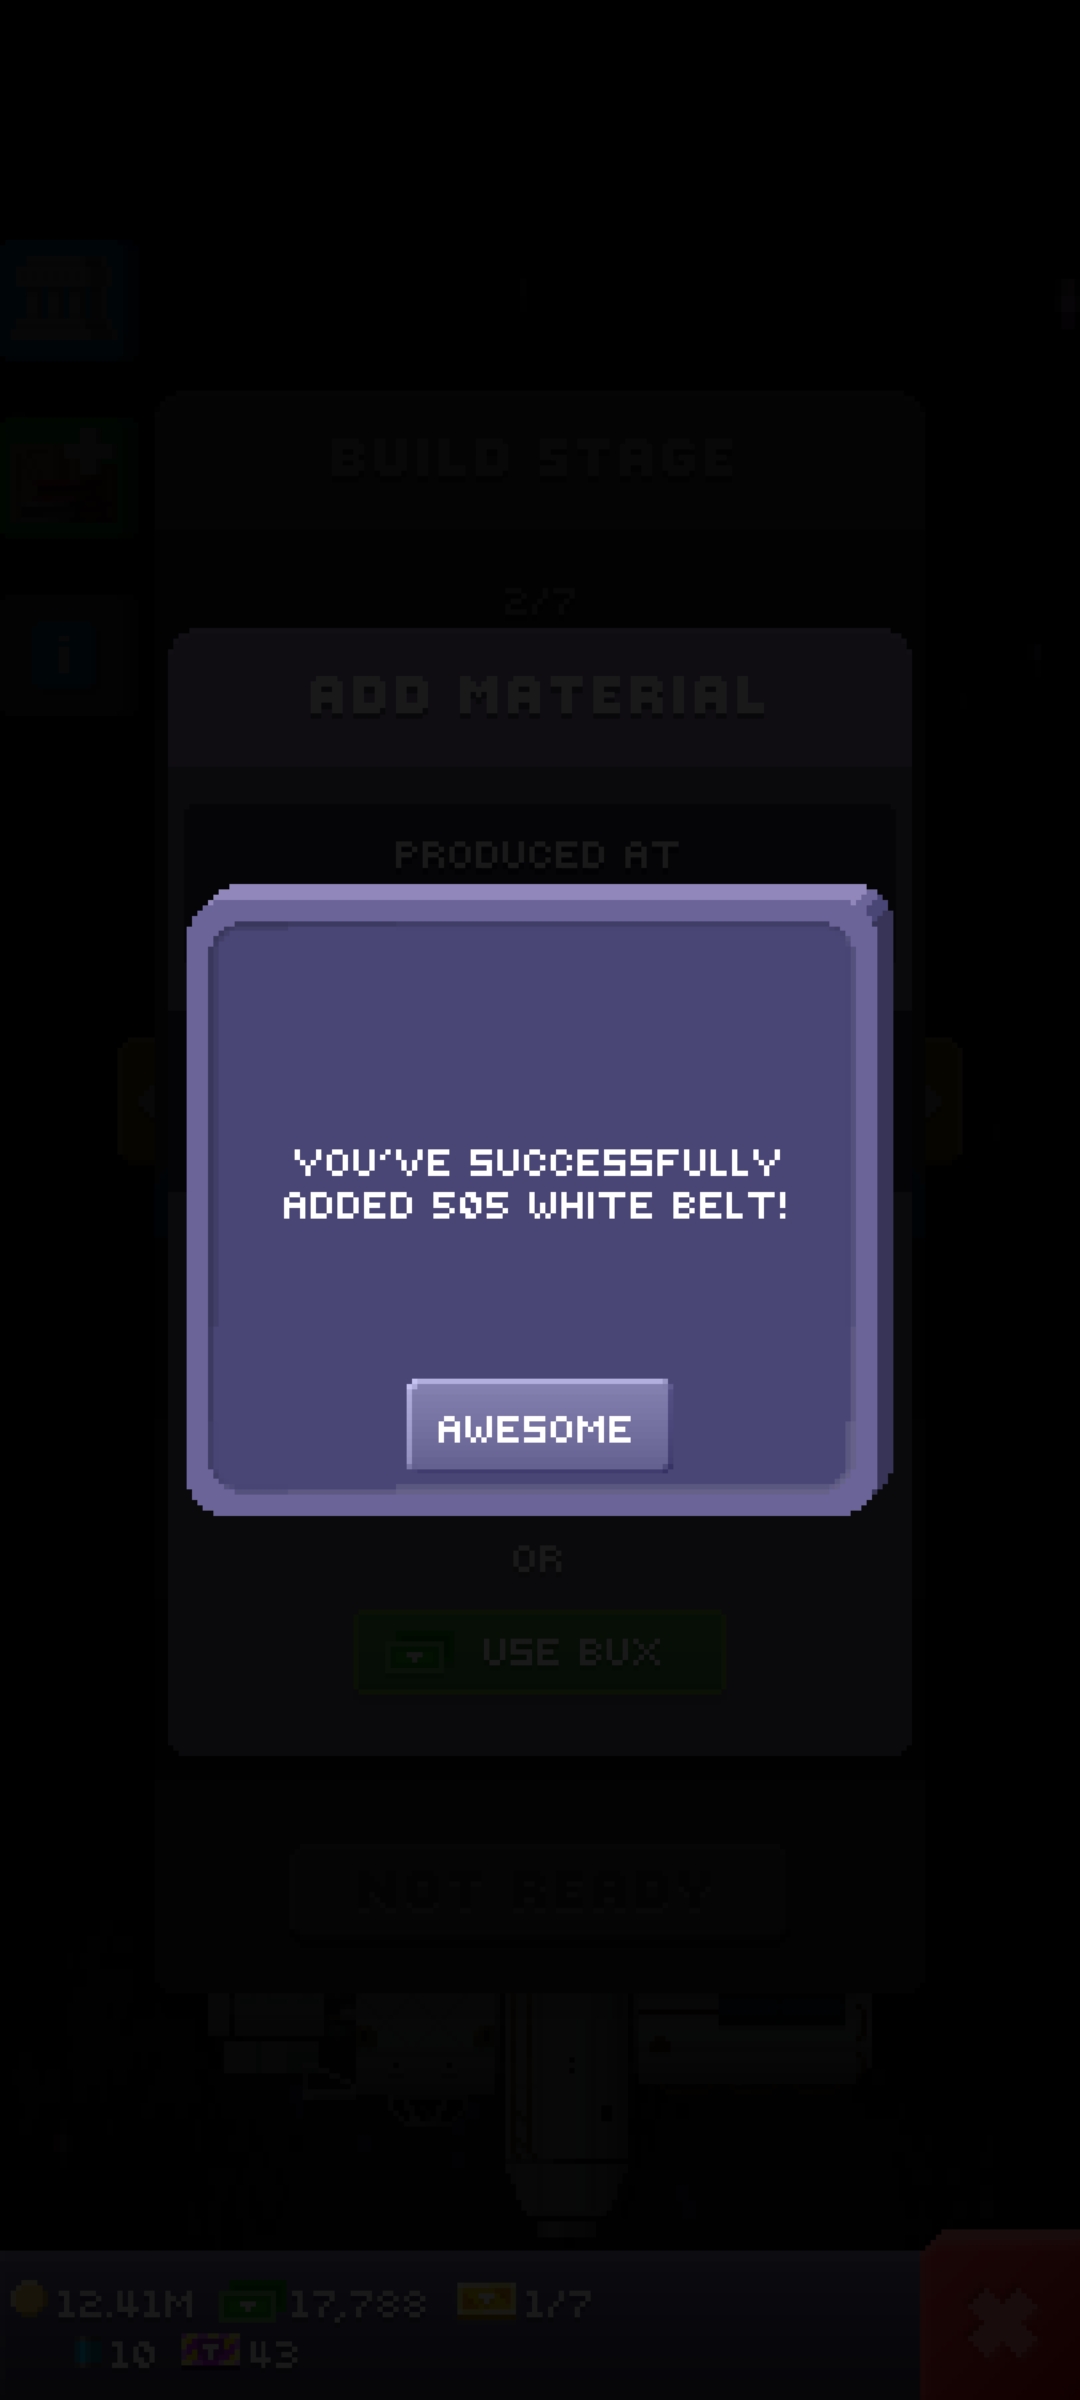 BUILD STAGE
2/7
ADD MATERIAL
PRODUCED AT
YOU'VE SUCCESSFULLY
ADDED 505 WHITE BELT!
AWESOME
OR
USE BUX
NOT READY
12.41M 17,788 1/7
10 43